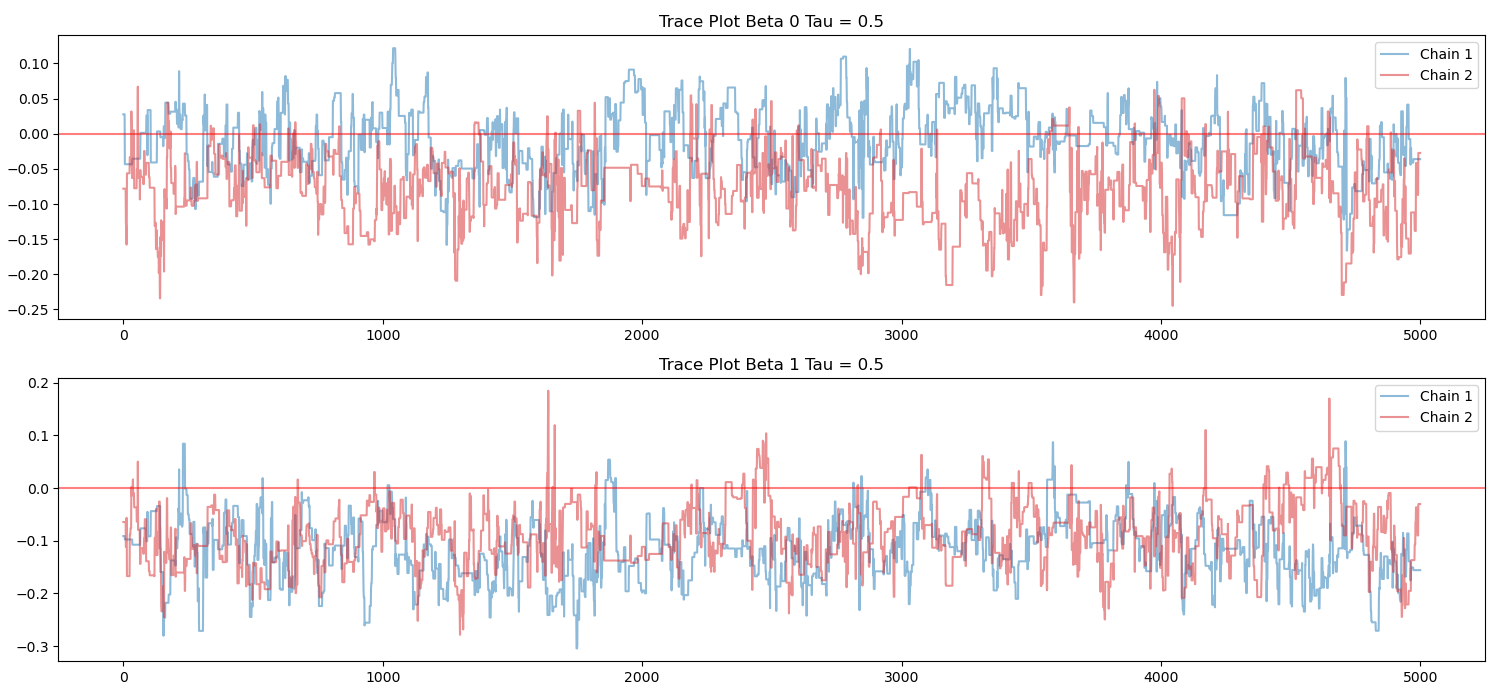 Trace Plot Beta 0 Tau = 0.5
Chain 1
Chain 2
0.10
0.05
0.00
−0.05
−0.10
−0.15
−0.20
−0.25
0 1000 2000 3000 4000 5000
Trace Plot Beta 1 Tau = 0.5
Chain 1
Chain 2
0.2
0.1
0.0
−0.1
−0.2
−0.3
0 1000 2000 3000 4000 5000